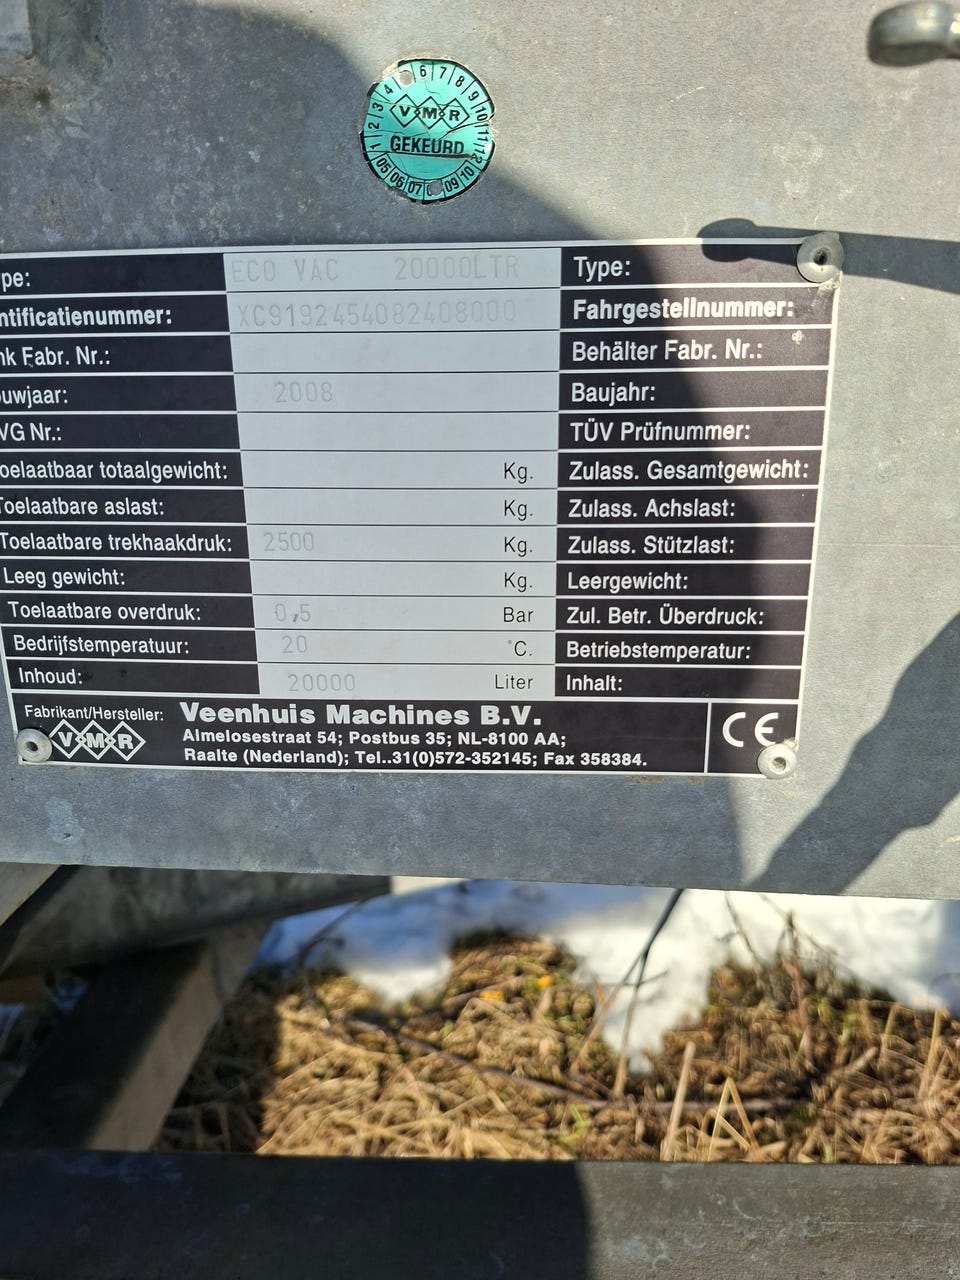 1 2 3 4 6 7 8 9 10 11 12
V M R
GEKEURD
05 06 07 09 10
pe: ECO VAC 20000LTR Type:
ntificatienummer: XC9192454082408000 Fahrgestellnummer:
nk Fabr. Nr.: Behälter Fabr. Nr.:
uwjaar: 2008 Baujahr:
VG Nr.: TÜV Prüfnummer:
oelaatbaar totaalgewicht: Kg. Zulass. Gesamtgewicht:
Toelaatbare aslast: Kg. Zulass. Achslast:
Toelaatbare trekhaakdruk: 2500 Kg. Zulass. Stützlast:
Leeg gewicht: Kg. Leergewicht:
Toelaatbare overdruk: 0,5 Bar Zul. Betr. Überdruck:
Bedrijfstemperatuur: 20 °C. Betriebstemperatur:
Inhoud: 20000 Liter Inhalt:
Fabrikant/Hersteller: Veenhuis Machines B.V.
V M R Almelosestraat 54; Postbus 35; NL-8100 AA; CE
Raalte (Nederland); Tel..31(0)572-352145; Fax 358384.